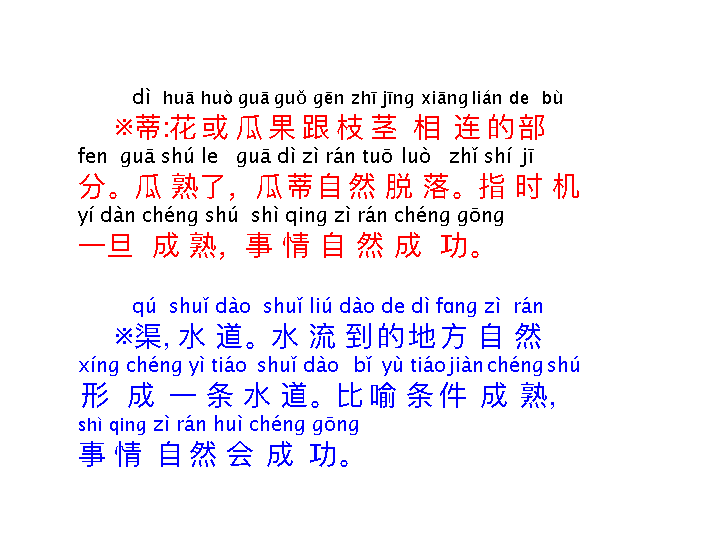 dì huā huò guā guǒ gēn zhī jīng xiāng lián de bù
※蒂:花或瓜果跟枝茎相连的部
fen guā shú le guā dì zì rán tuō luò zhǐ shí jī
分。瓜熟了，瓜蒂自然脱落。指时机
yí dàn chéng shú shì qing zì rán chéng gōng
一旦成熟，事情自然成功。
qú shuǐ dào shuǐ liú dào de dì fɑng zì rán
※渠,水道。水流到的地方自然
xíng chéng yì tiáo shuǐ dào bǐ yù tiáo jiàn chéng shú
形成一条水道。比喻条件成熟，
shì qing zì rán huì chéng gōng
事情自然会成功。